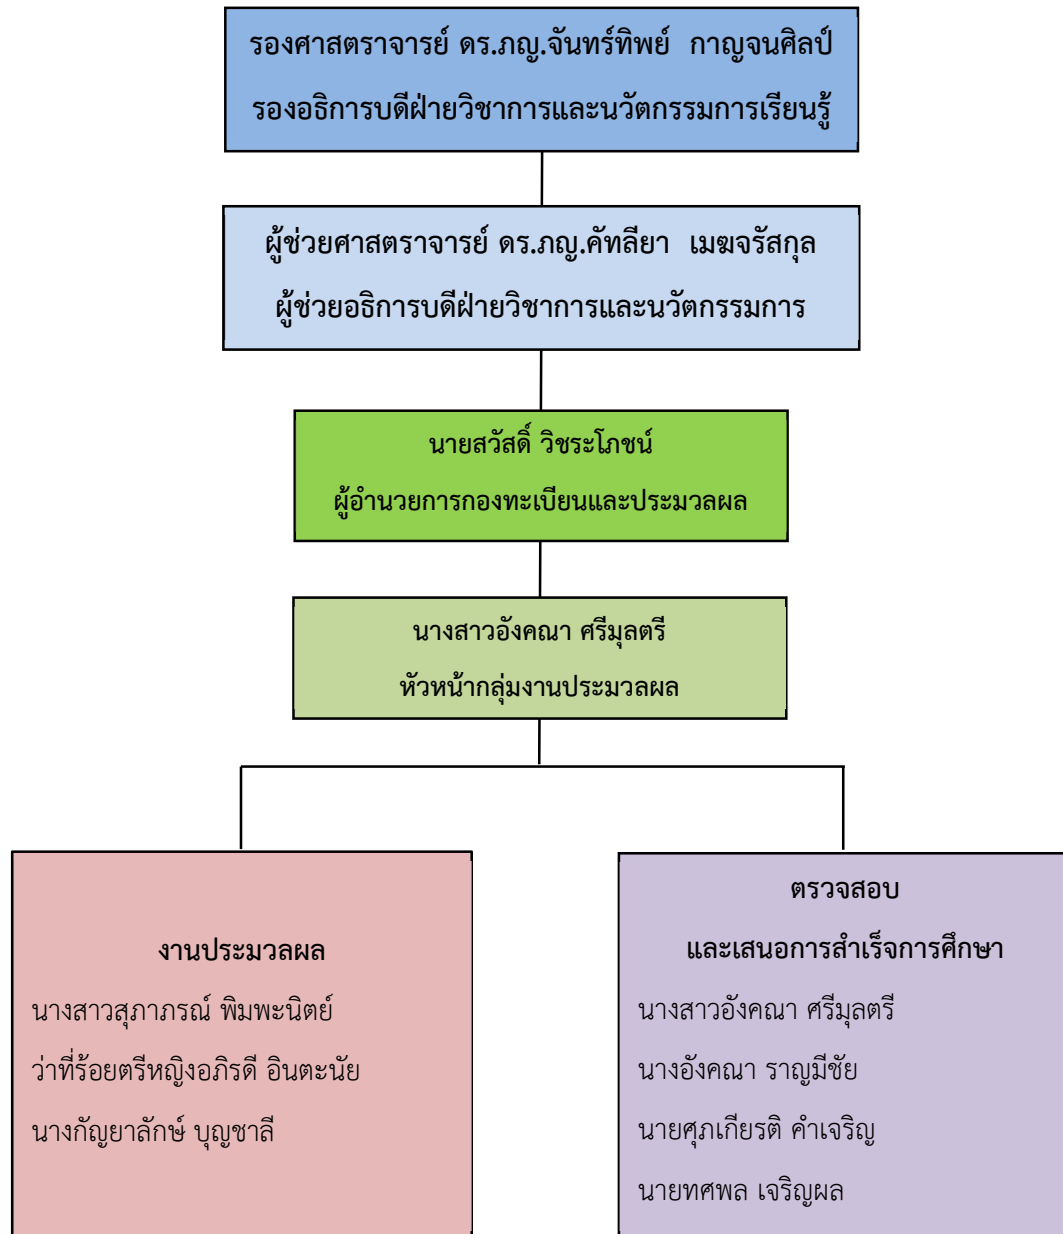 รองศาสตราจารย์ ดร.ภญ.จันทร์ทิพย์ กาญจนศิลป์
รองอธิการบดีฝ่ายวิชาการและนวัตกรรมการเรียนรู้
ผู้ช่วยศาสตราจารย์ ดร.ภญ.คัทลียา เมฆจรัสกุล
ผู้ช่วยอธิการบดีฝ่ายวิชาการและนวัตกรรมการ
นายสวัสดิ์ วิชระโภชน์
ผู้อำนวยการกองทะเบียนและประมวลผล
นางสาวอังคณา ศรีมุลตรี
หัวหน้ากลุ่มงานประมวลผล
งานประมวลผล
นางสาวสุภาภรณ์ พิมพะนิตย์
ว่าที่ร้อยตรีหญิงอภิรดี อินตะนัย
นางกัญยาลักษ์ บุญชาลี
ตรวจสอบ
และเสนอการสำเร็จการศึกษา
นางสาวอังคณา ศรีมุลตรี
นางอังคณา ราญมีชัย
นายศุภเกียรติ คำเจริญ
นายทศพล เจริญผล